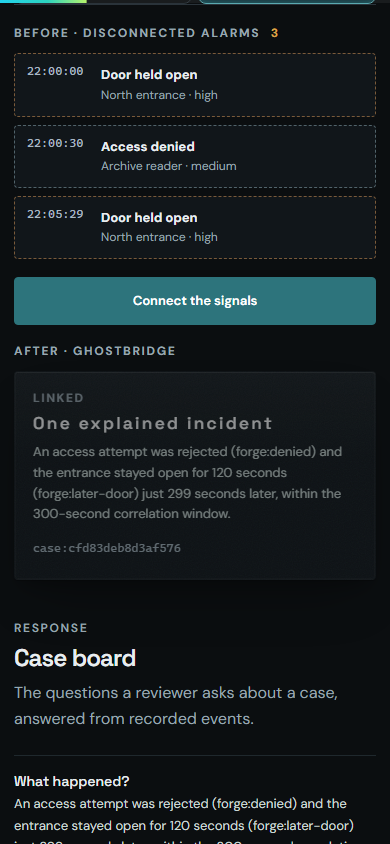 BEFORE · DISCONNECTED ALARMS 3
22:00:00 Door held open
North entrance · high
22:00:30 Access denied
Archive reader · medium
22:05:29 Door held open
North entrance · high
Connect the signals
AFTER · GHOSTBRIDGE
LINKED
One explained incident
An access attempt was rejected (forge:denied) and
the entrance stayed open for 120 seconds
(forge:later-door) just 299 seconds later, within the
300-second correlation window.
case:cfd83deb8d3af576
RESPONSE
Case board
The questions a reviewer asks about a case,
answered from recorded events.
What happened?
An access attempt was rejected (forge:denied) and the
entrance stayed open for 120 seconds (forge:later-door)